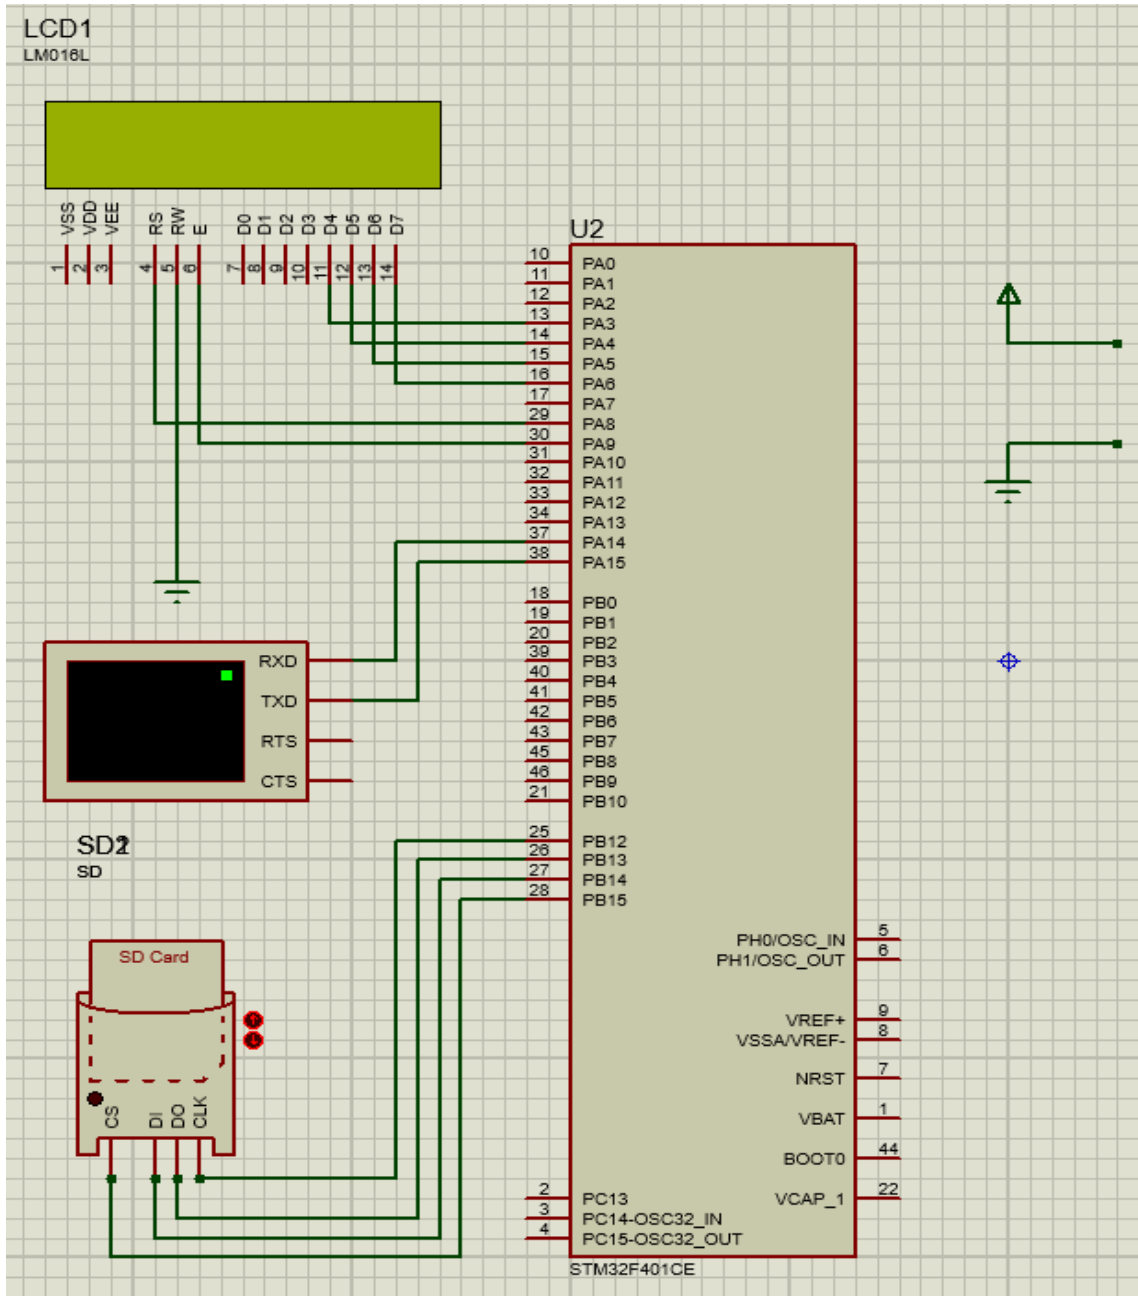 LCD1
LM016L
VSS
VDD
VEE
RS
RW
E
D0
D1
D2
D3
D4
D5
D6
D7
1
2
3
4
5
6
7
8
9
10
11
12
13
14
U2
10 PA0
11 PA1
12 PA2
13 PA3
14 PA4
15 PA5
16 PA6
17 PA7
29 PA8
30 PA9
31 PA10
32 PA11
33 PA12
34 PA13
37 PA14
38 PA15
18 PB0
19 PB1
20 PB2
39 PB3
40 PB4
41 PB5
42 PB6
43 PB7
45 PB8
46 PB9
21 PB10
25 PB12
26 PB13
27 PB14
28 PB15
RXD
TXD
RTS
CTS
SD
SD Card
CS
DI
DO
CLK
PH0/OSC_IN 5
PH1/OSC_OUT 6
VREF+ 9
VSSA/VREF- 8
NRST 7
VBAT 1
BOOT0 44
VCAP_1 22
2 PC13
3 PC14-OSC32_IN
4 PC15-OSC32_OUT
STM32F401CE